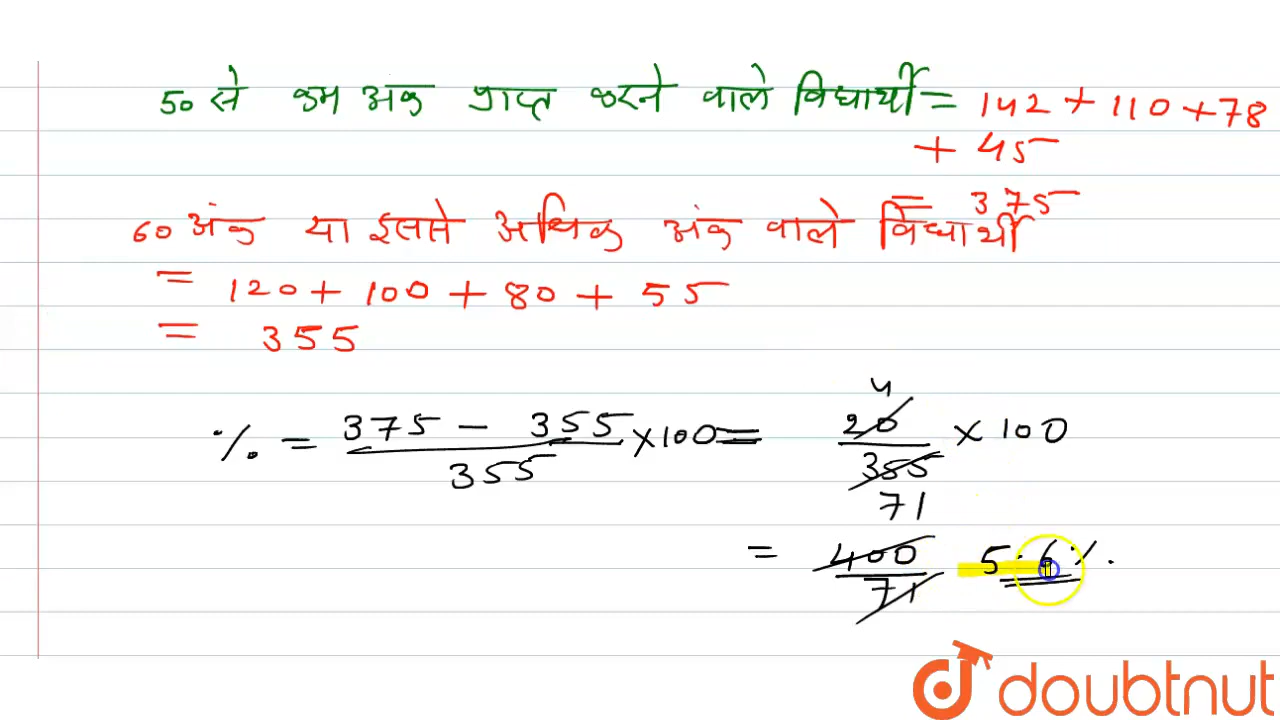 50 से कम अंक प्राप्त करने वाले विद्यार्थी = 142 + 110 + 78
+ 45
= 375
60 अंक या इससे अधिक अंक वाले विद्यार्थी
= 120 + 100 + 80 + 55
= 355
% = 375 - 355 / 355 × 100 = 20 / 355 × 100
4
71
= 400 / 71 5.6%.
doubtnut